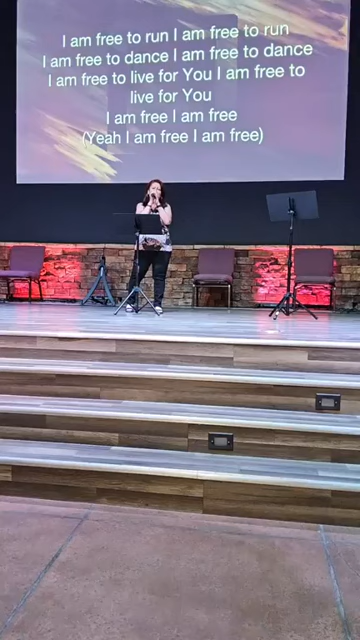 I am free to run I am free to run
I am free to dance I am free to dance
I am free to live for You I am free to
live for You
I am free I am free
(Yeah I am free I am free)